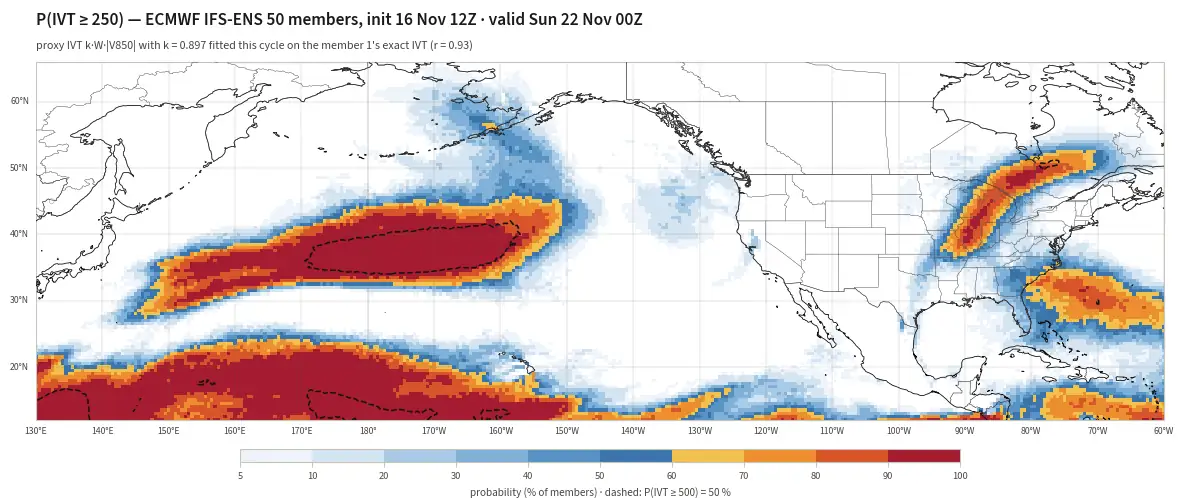 P(IVT ≥ 250) — ECMWF IFS-ENS 50 members, init 16 Nov 12Z · valid Sun 22 Nov 00Z
proxy IVT k·W·|V850| with k = 0.897 fitted this cycle on the member 1's exact IVT (r = 0.93)
60°N
50°N
40°N
30°N
20°N
130°E 140°E 150°E 160°E 170°E 180° 170°W 160°W 150°W 140°W 130°W 120°W 110°W 100°W 90°W 80°W 70°W 60°W
5 10 20 30 40 50 60 70 80 90 100
probability (% of members) · dashed: P(IVT ≥ 500) = 50 %